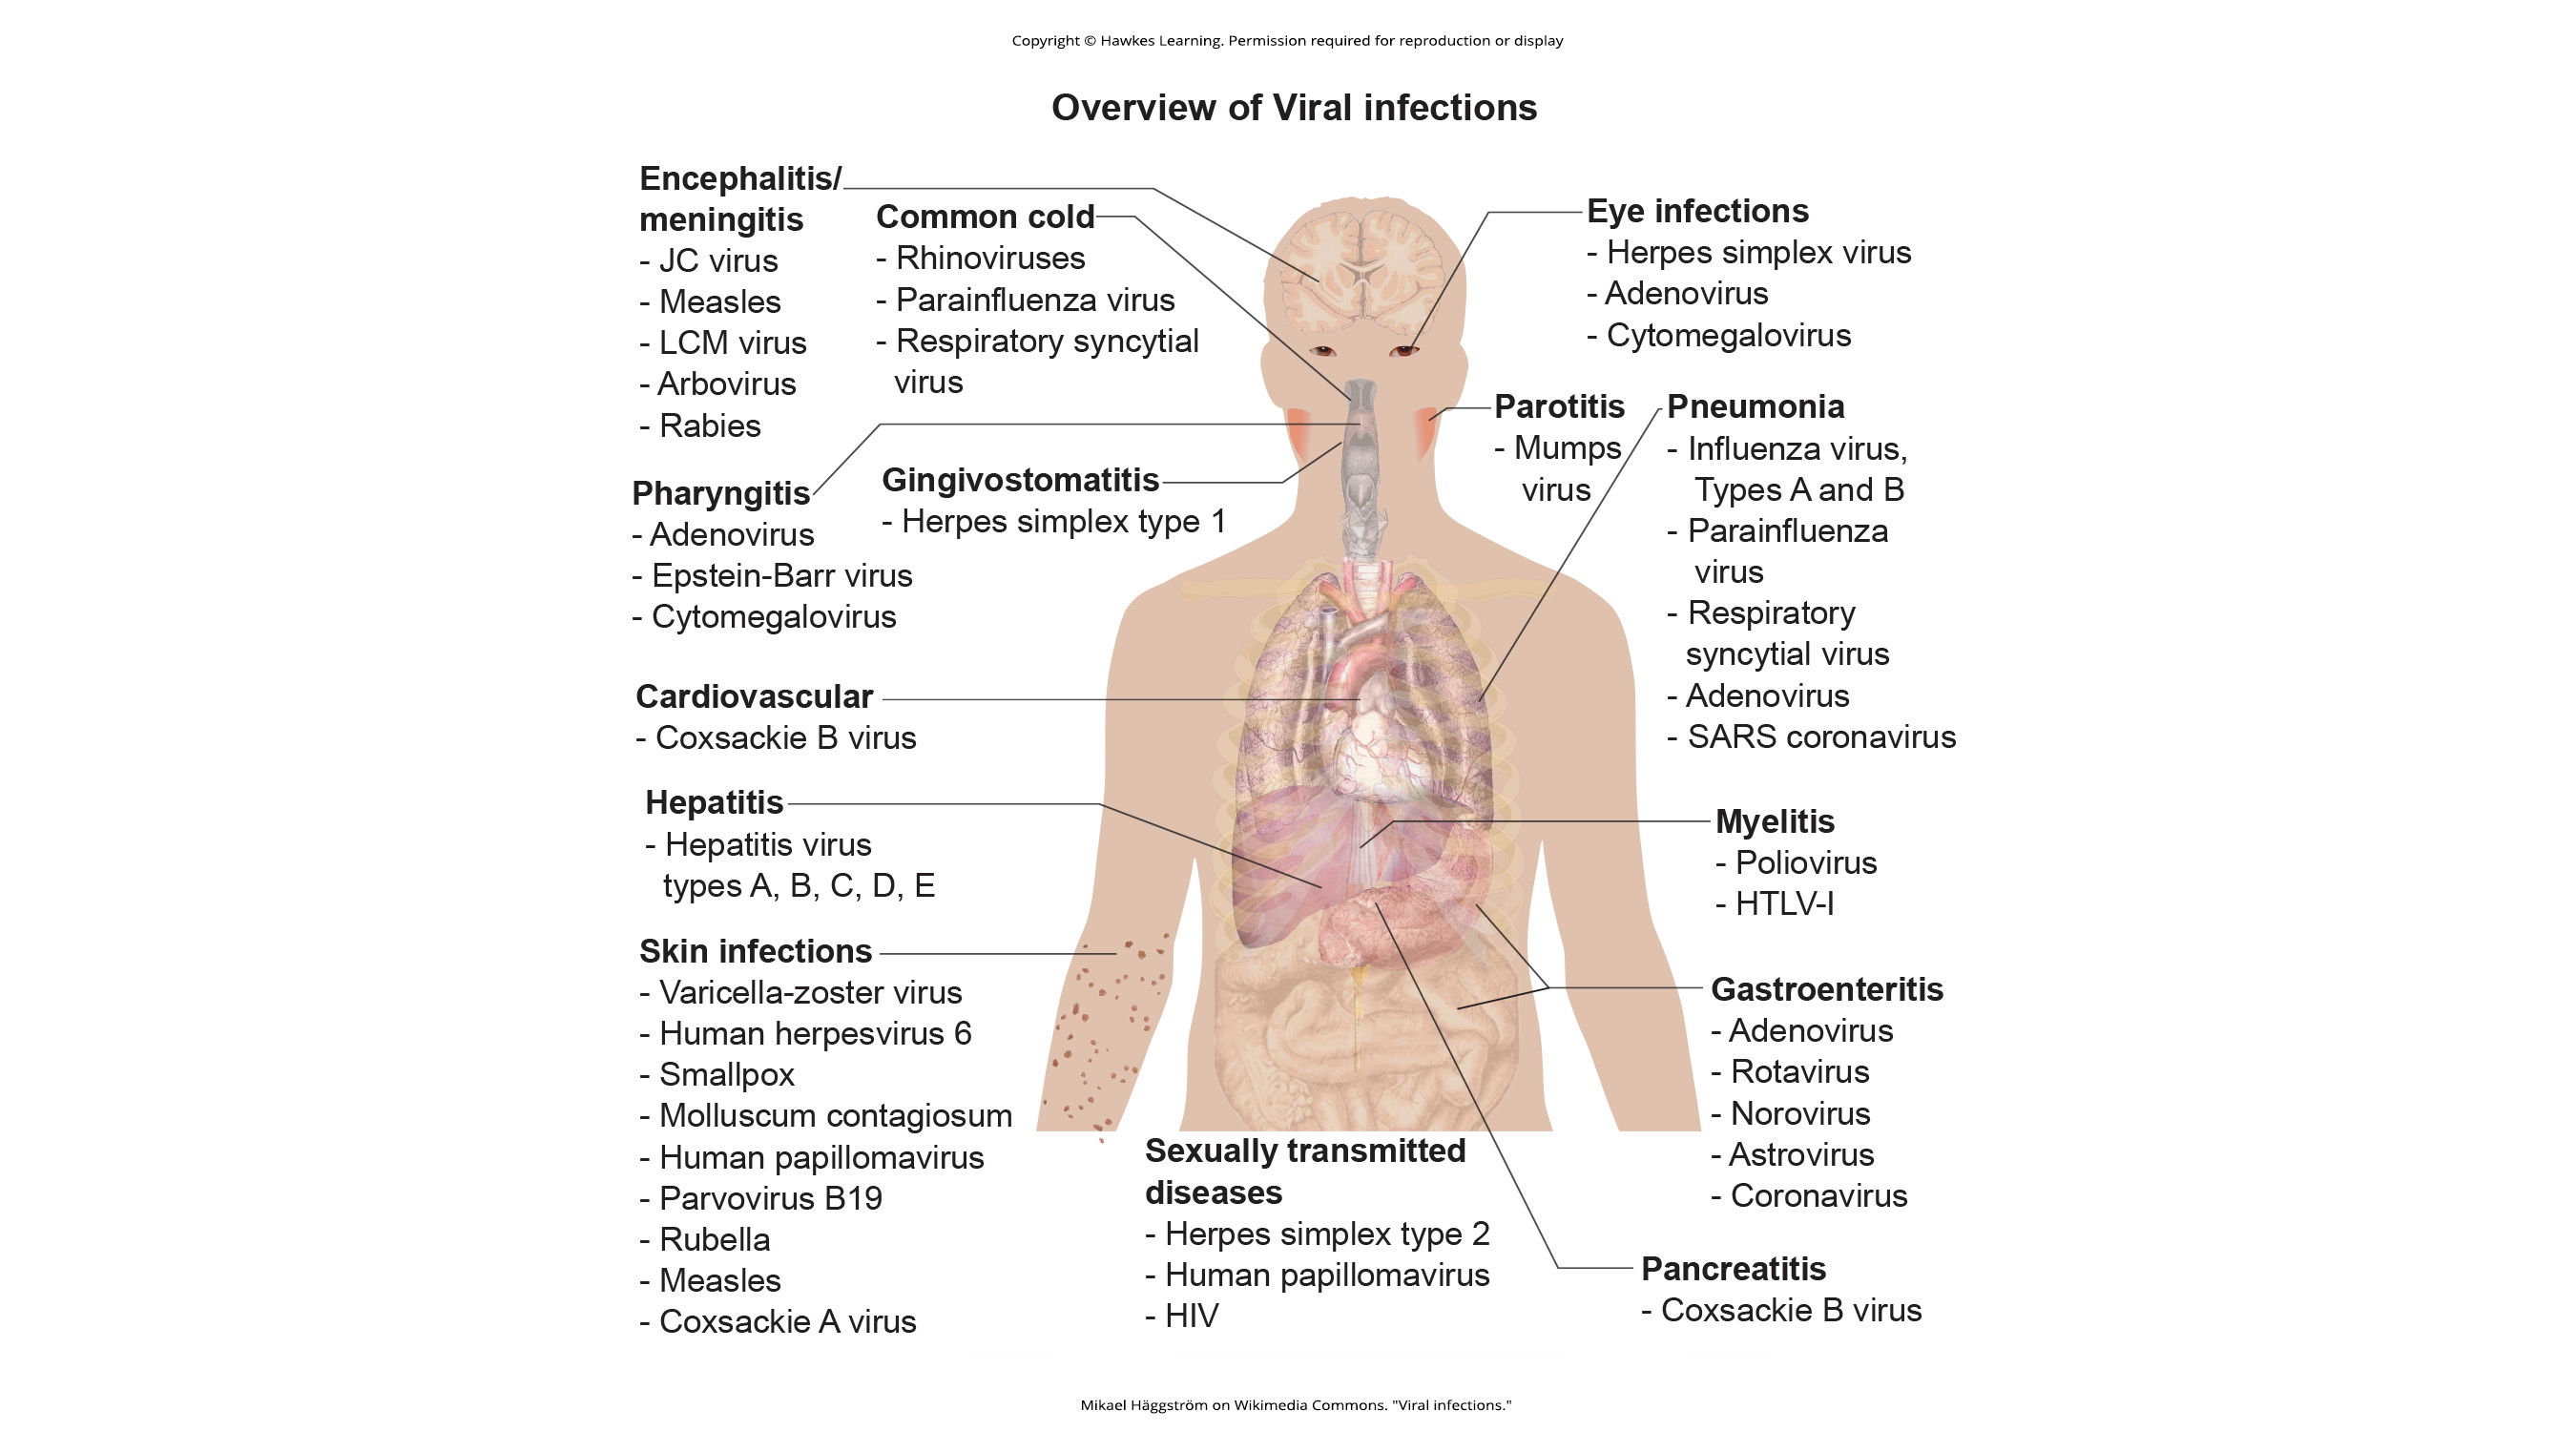 Copyright © Hawkes Learning. Permission required for reproduction or display
Overview of Viral infections
Encephalitis/
meningitis
- JC virus
- Measles
- LCM virus
- Arbovirus
- Rabies
Common cold
- Rhinoviruses
- Parainfluenza virus
- Respiratory syncytial
virus
Eye infections
- Herpes simplex virus
- Adenovirus
- Cytomegalovirus
Parotitis
- Mumps
virus
Pneumonia
- Influenza virus,
Types A and B
- Parainfluenza
virus
- Respiratory
syncytial virus
- Adenovirus
- SARS coronavirus
Pharyngitis
- Adenovirus
- Epstein-Barr virus
- Cytomegalovirus
Gingivostomatitis
- Herpes simplex type 1
Cardiovascular
- Coxsackie B virus
Hepatitis
- Hepatitis virus
types A, B, C, D, E
Myelitis
- Poliovirus
- HTLV-I
Skin infections
- Varicella-zoster virus
- Human herpesvirus 6
- Smallpox
- Molluscum contagiosum
- Human papillomavirus
- Parvovirus B19
- Rubella
- Measles
- Coxsackie A virus
Gastroenteritis
- Adenovirus
- Rotavirus
- Norovirus
- Astrovirus
- Coronavirus
Sexually transmitted
diseases
- Herpes simplex type 2
- Human papillomavirus
- HIV
Pancreatitis
- Coxsackie B virus
Mikael Häggström on Wikimedia Commons. "Viral infections."